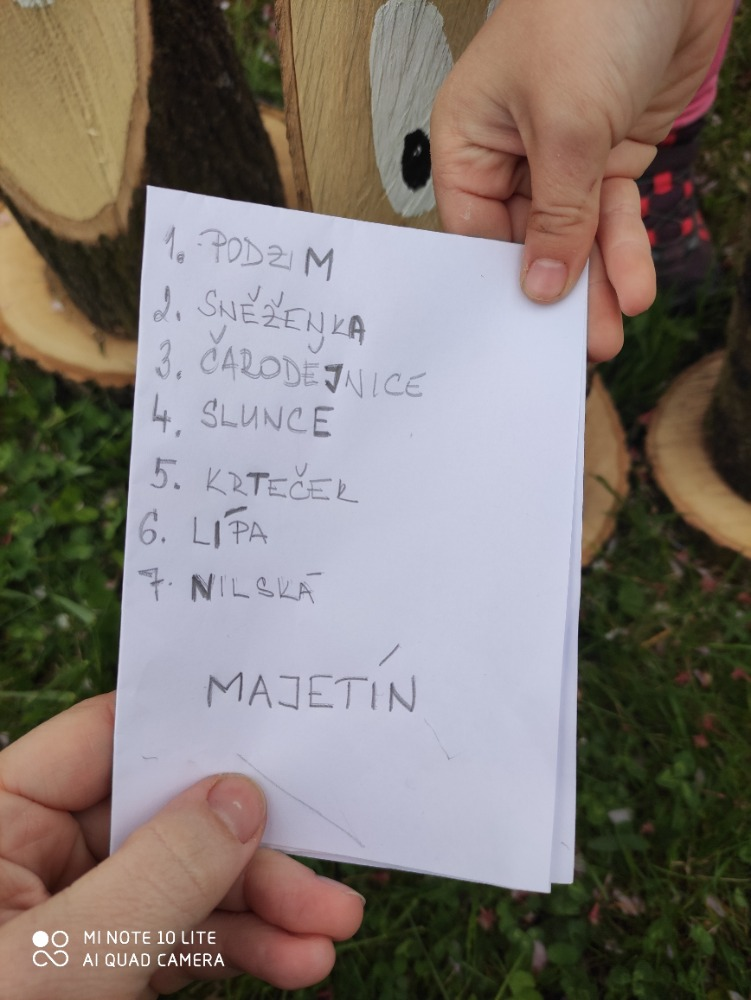 1. PODZIM
2. SNĚŽENKA
3. ČARODĚJNICE
4. SLUNCE
5. KRTEČEK
6. LÍPA
7. NILSKÁ
MAJETÍN
MI NOTE 10 LITE
AI QUAD CAMERA